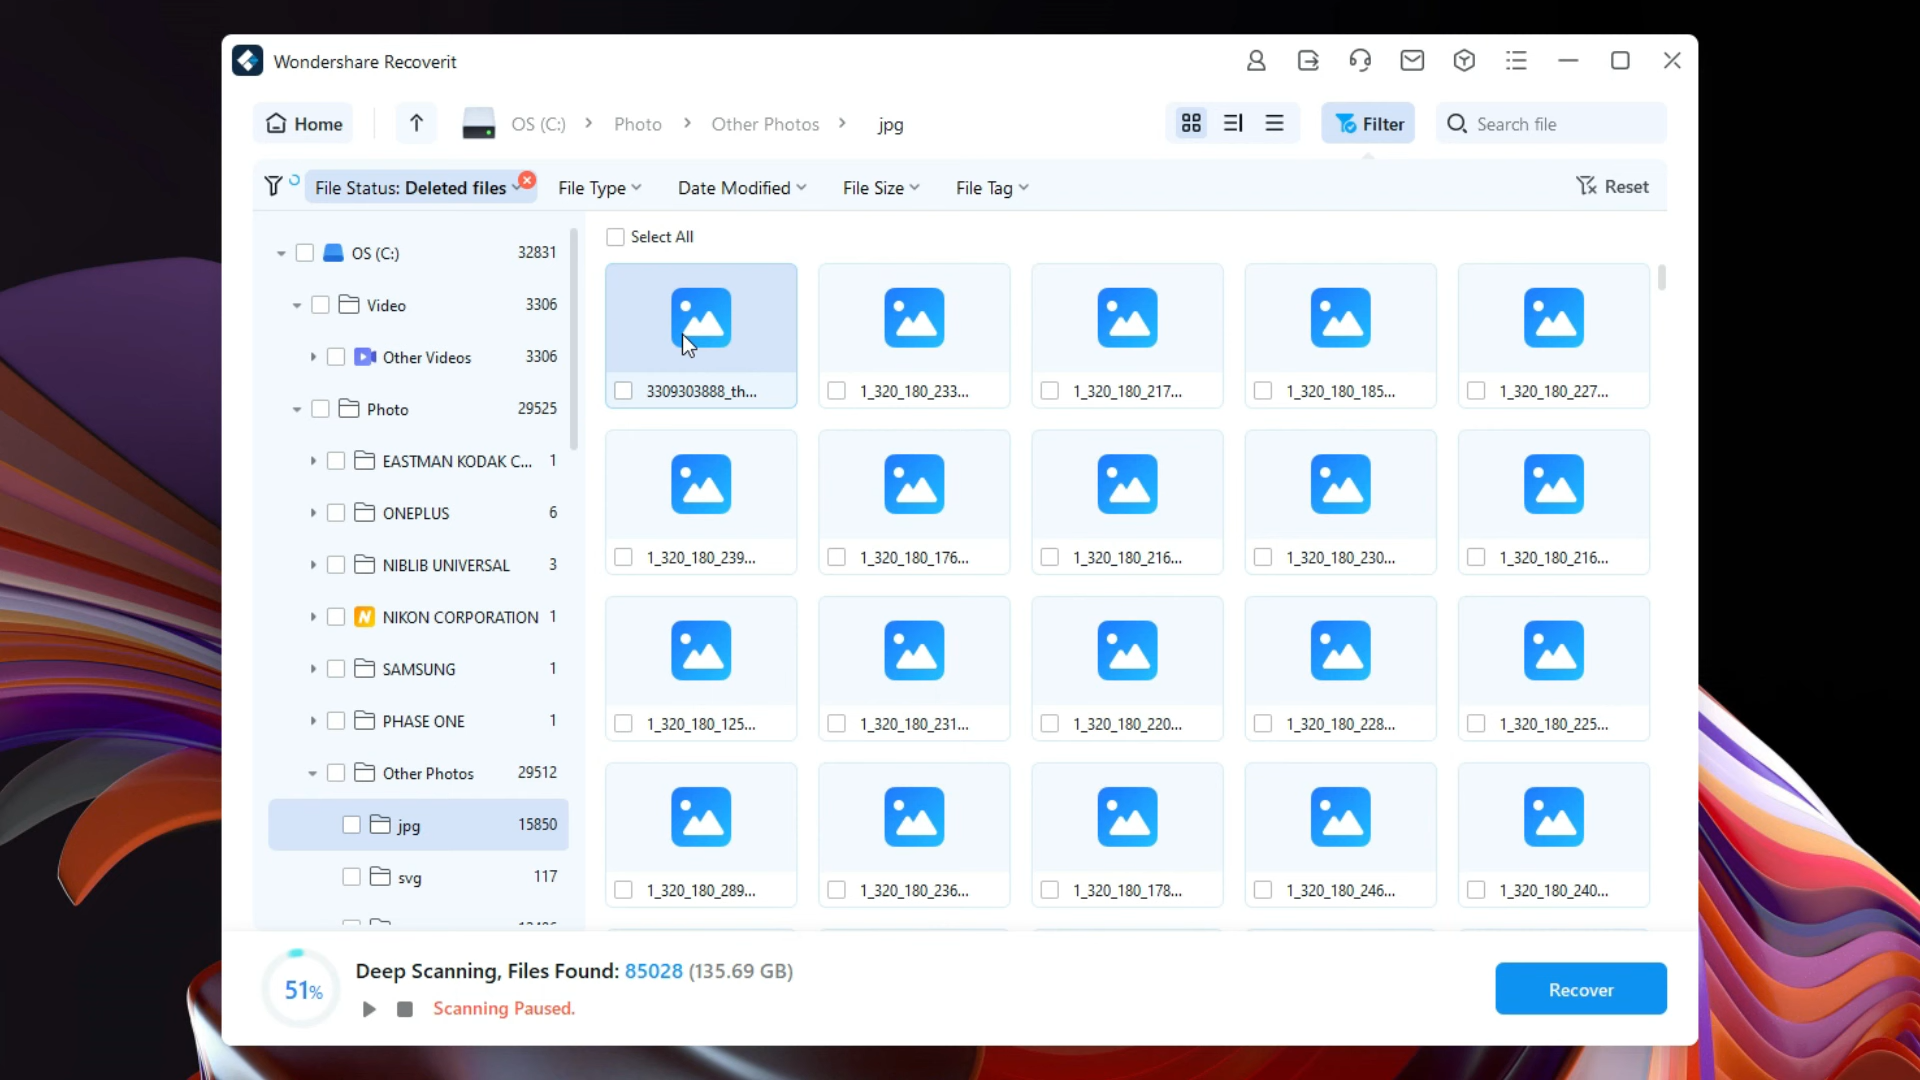 Wondershare Recoverit
Home
OS (C:) > Photo > Other Photos > jpg
Filter
Search file
File Status: Deleted files
File Type
Date Modified
File Size
File Tag
Reset
OS (C:) 32831
Video 3306
Other Videos 3306
Photo 29525
EASTMAN KODAK C... 1
ONEPLUS 6
NIBLIB UNIVERSAL 3
NIKON CORPORATION 1
SAMSUNG 1
PHASE ONE 1
Other Photos 29512
jpg 15850
svg 117
Select All
3309303888_th... 1_320_180_233... 1_320_180_217... 1_320_180_185... 1_320_180_227...
1_320_180_239... 1_320_180_176... 1_320_180_216... 1_320_180_230... 1_320_180_216...
1_320_180_125... 1_320_180_231... 1_320_180_220... 1_320_180_228... 1_320_180_225...
1_320_180_289... 1_320_180_236... 1_320_180_178... 1_320_180_246... 1_320_180_240...
51%
Deep Scanning, Files Found: 85028 (135.69 GB)
Scanning Paused.
Recover